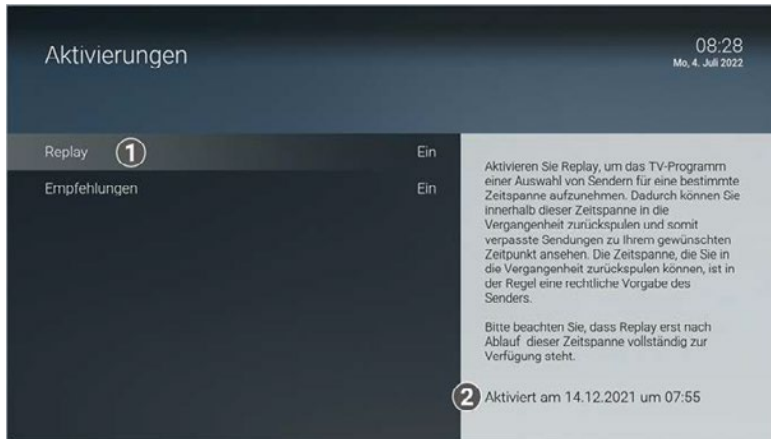 Aktivierungen
08:28
Mo, 4. Juli 2022
Replay 1 Ein
Empfehlungen Ein
Aktivieren Sie Replay, um das TV-Programm
einer Auswahl von Sendern für eine bestimmte
Zeitspanne aufzunehmen. Dadurch können Sie
innerhalb dieser Zeitspanne in die
Vergangenheit zurückspulen und somit
verpasste Sendungen zu Ihrem gewünschten
Zeitpunkt ansehen. Die Zeitspanne, die Sie in
die Vergangenheit zurückspulen können, ist in
der Regel eine rechtliche Vorgabe des
Senders.
Bitte beachten Sie, dass Replay erst nach
Ablauf dieser Zeitspanne vollständig zur
Verfügung steht.
2 Aktiviert am 14.12.2021 um 07:55